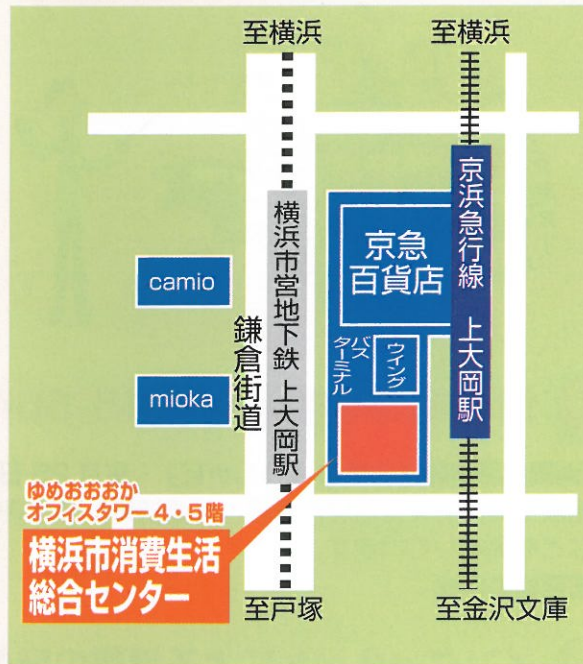 至横浜
至横浜
京浜急行線 上大岡駅
横浜市営地下鉄 上大岡駅
京急
百貨店
camio
鎌倉街道
バス
ターミナル
ウイング
mioka
ゆめおおおか
オフィスタワー4・5階
横浜市消費生活
総合センター
至戸塚
至金沢文庫